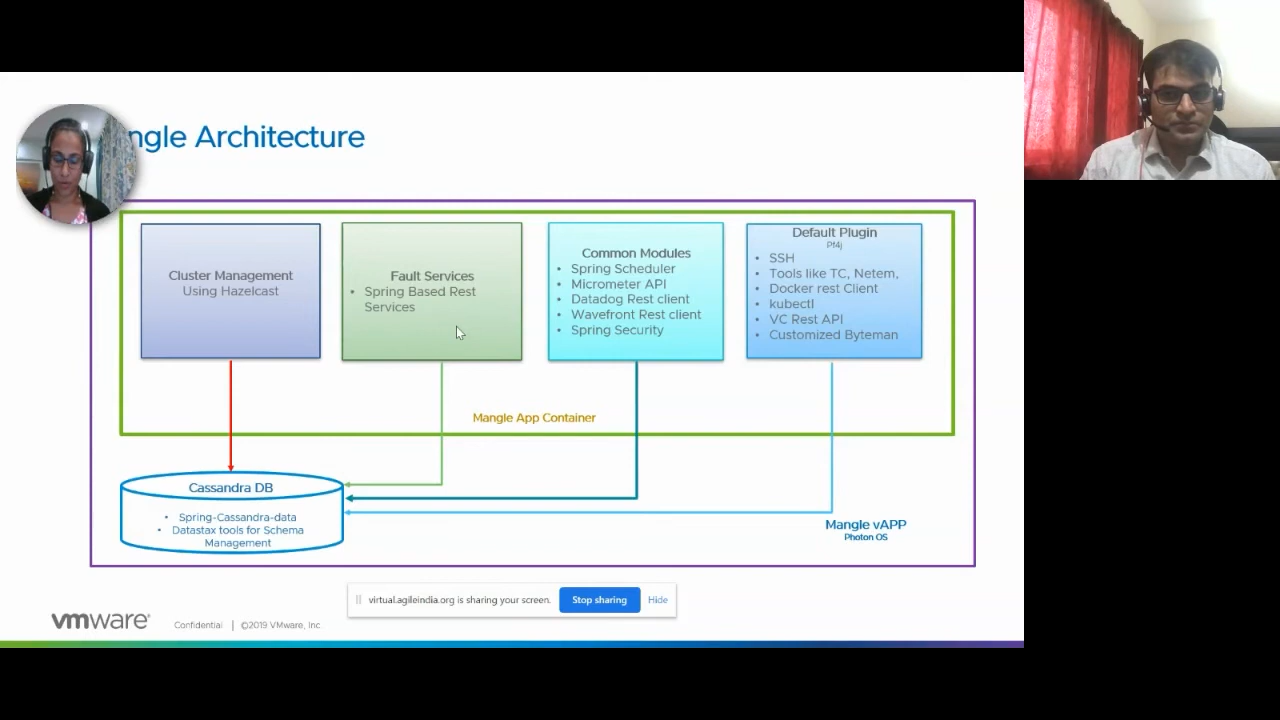 ngle Architecture
Cluster Management
Using Hazelcast
Fault Services
• Spring Based Rest
Services
Common Modules
• Spring Scheduler
• Micrometer API
• Datadog Rest client
• Wavefront Rest client
• Spring Security
Default Plugin
Pf4j
• SSH
• Tools like TC, Netem,
• Docker rest Client
• kubectl
• VC Rest API
• Customized Byteman
Mangle App Container
Cassandra DB
• Spring-Cassandra-data
• Datastax tools for Schema
Management
Mangle vAPP
Photon OS
virtual.agileindia.org is sharing your screen. Stop sharing Hide
vmware® Confidential | ©2019 VMware, Inc.